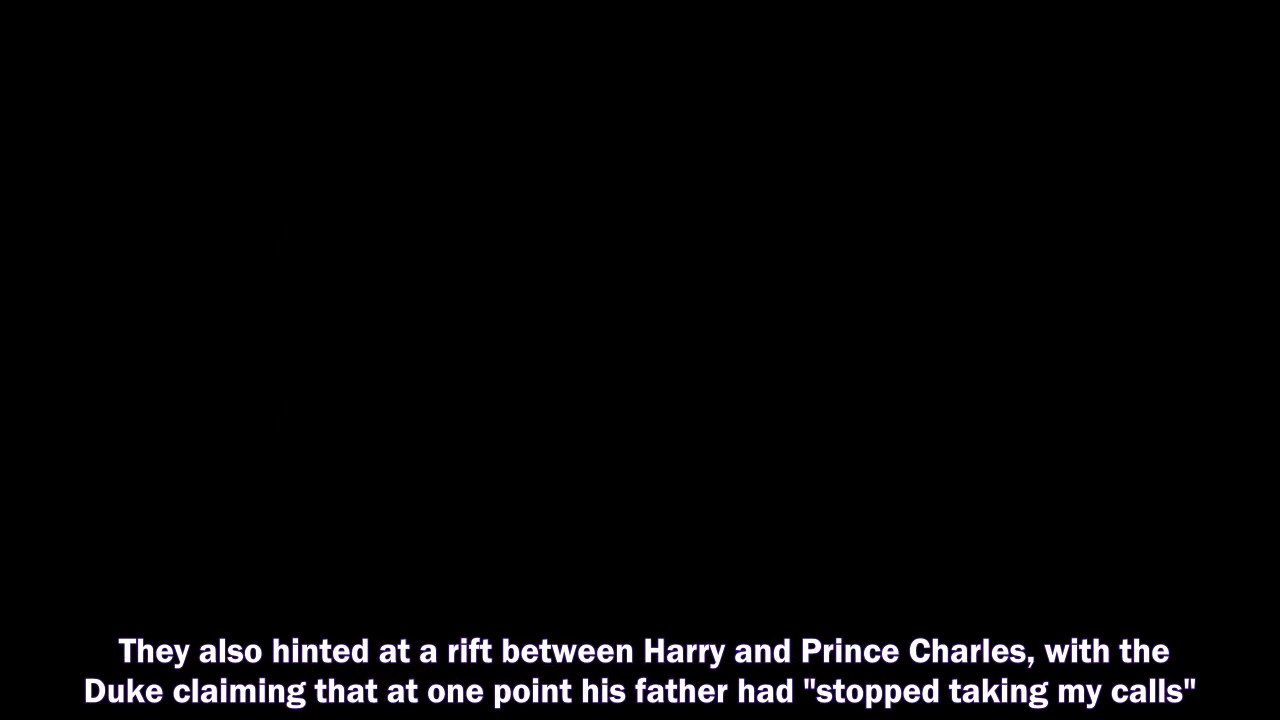 They also hinted at a rift between Harry and Prince Charles, with the
Duke claiming that at one point his father had "stopped taking my calls"